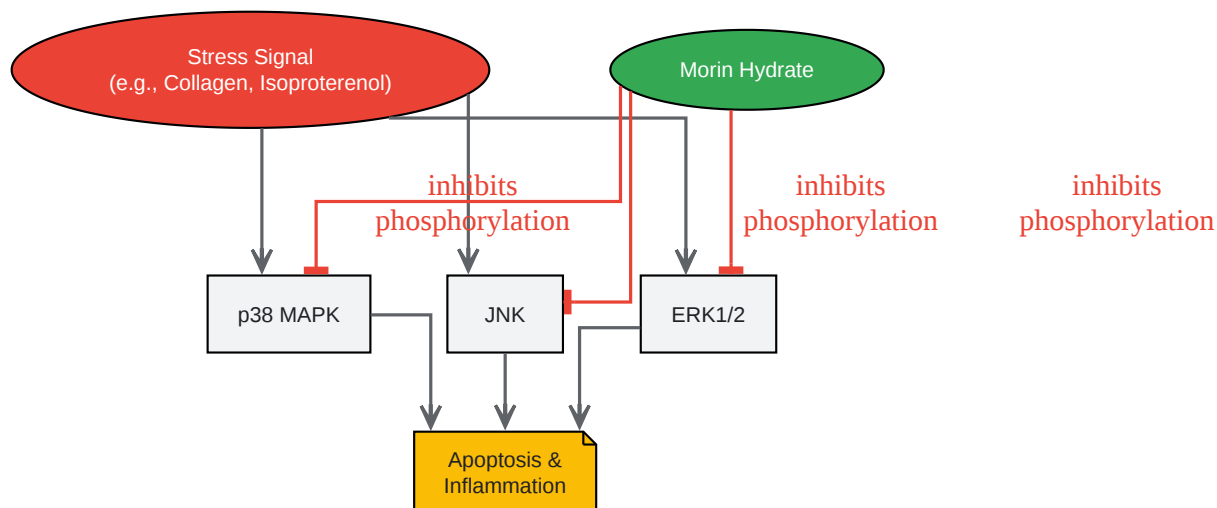 Stress Signal
(e.g., Collagen, Isoproterenol)
Morin Hydrate
inhibits
phosphorylation
inhibits
phosphorylation
inhibits
phosphorylation
p38 MAPK
JNK
ERK1/2
Apoptosis &
Inflammation